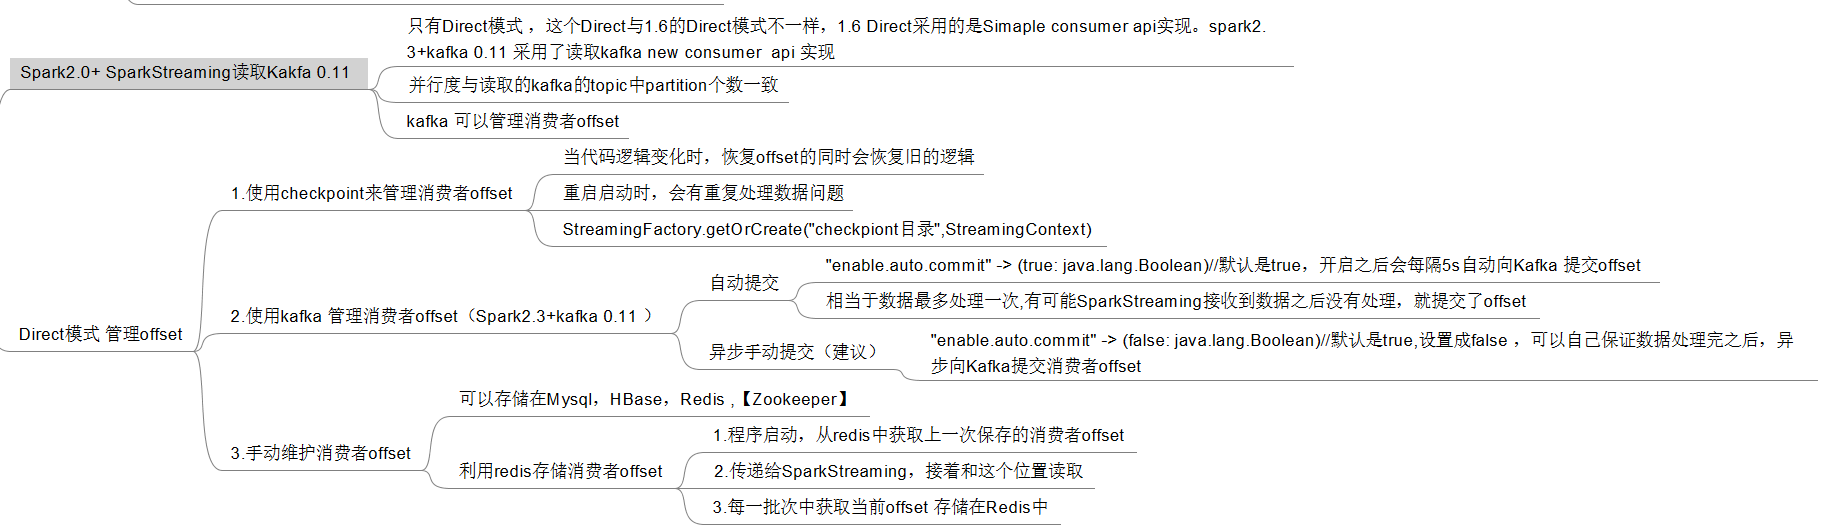 只有Direct模式 ，这个Direct与1.6的Direct模式不一样，1.6 Direct采用的是Simaple consumer api实现。spark2.
3+kafka 0.11 采用了读取kafka new consumer  api 实现
Spark2.0+ SparkStreaming读取Kakfa 0.11
并行度与读取的kafka的topic中partition个数一致
kafka 可以管理消费者offset
当代码逻辑变化时，恢复offset的同时会恢复旧的逻辑
1.使用checkpoint来管理消费者offset
重启启动时，会有重复处理数据问题
StreamingFactory.getOrCreate("checkpiont目录",StreamingContext)
"enable.auto.commit" -> (true: java.lang.Boolean)//默认是true，开启之后会每隔5s自动向Kafka 提交offset
自动提交
相当于数据最多处理一次,有可能SparkStreaming接收到数据之后没有处理，就提交了offset
2.使用kafka 管理消费者offset（Spark2.3+kafka 0.11 ）
Direct模式 管理offset
异步手动提交（建议）
"enable.auto.commit" -> (false: java.lang.Boolean)//默认是true,设置成false ，可以自己保证数据处理完之后，异
步向Kafka提交消费者offset
可以存储在Mysql，HBase，Redis ,【Zookeeper】
3.手动维护消费者offset
1.程序启动，从redis中获取上一次保存的消费者offset
利用redis存储消费者offset
2.传递给SparkStreaming，接着和这个位置读取
3.每一批次中获取当前offset 存储在Redis中